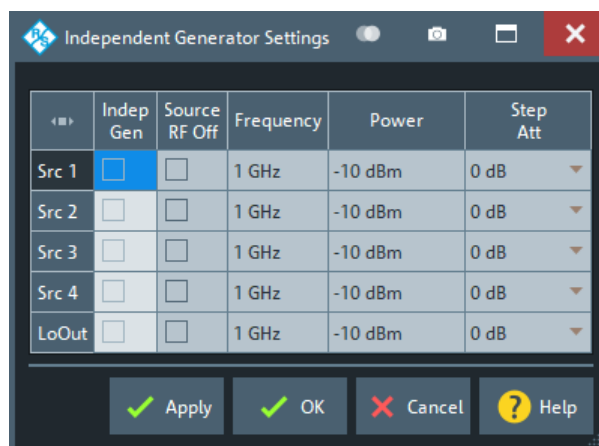 R&S Independent Generator Settings
Indep Gen Source RF Off Frequency Power Step Att
Src 1 1 GHz -10 dBm 0 dB
Src 2 1 GHz -10 dBm 0 dB
Src 3 1 GHz -10 dBm 0 dB
Src 4 1 GHz -10 dBm 0 dB
LoOut 1 GHz -10 dBm 0 dB
Apply OK Cancel ? Help